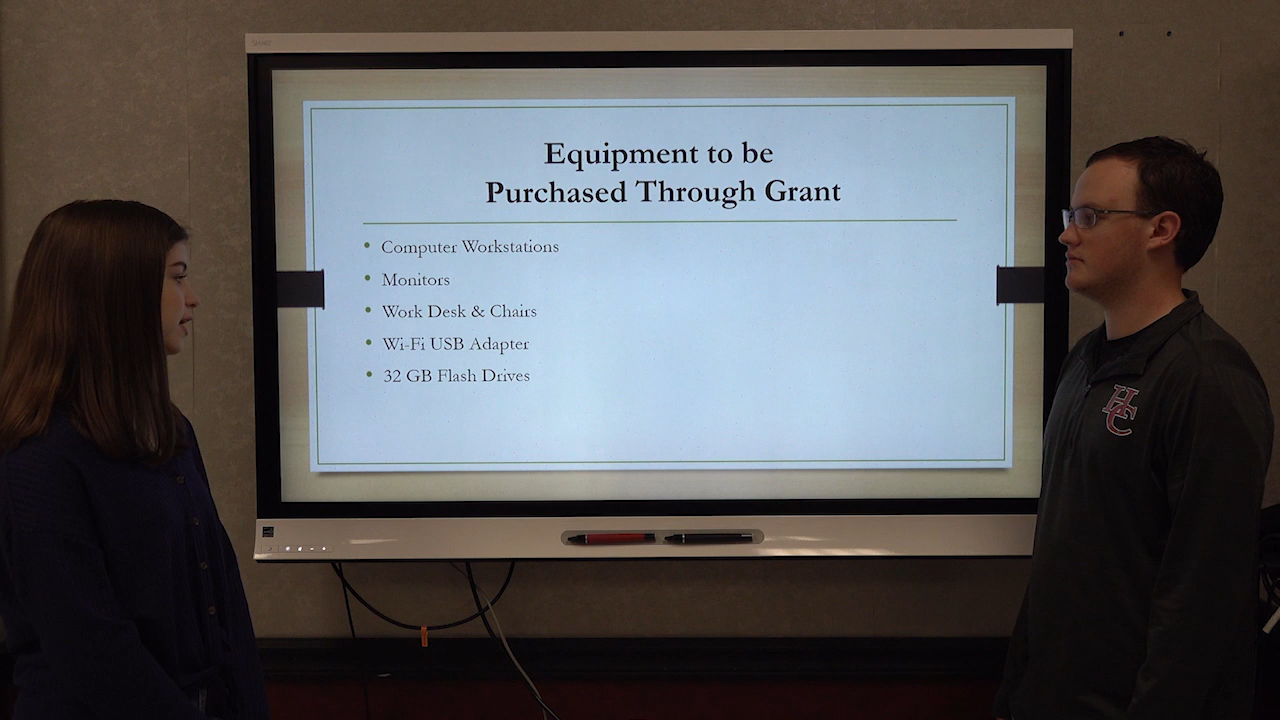 SMART
Equipment to be
Purchased Through Grant
• Computer Workstations
• Monitors
• Work Desk & Chairs
• Wi-Fi USB Adapter
• 32 GB Flash Drives
HC